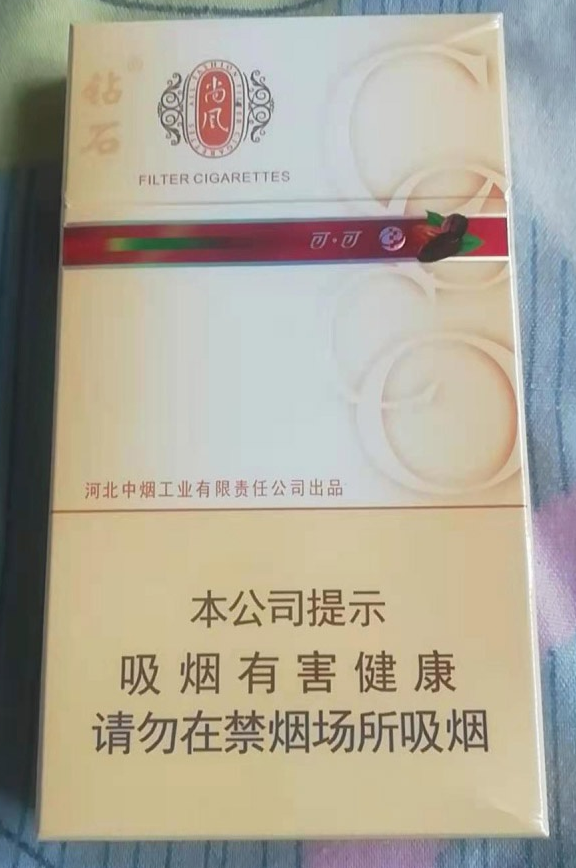 钻石®
尚风
FILTER CIGARETTES
可·可
河北中烟工业有限责任公司出品
本公司提示
吸烟有害健康
请勿在禁烟场所吸烟